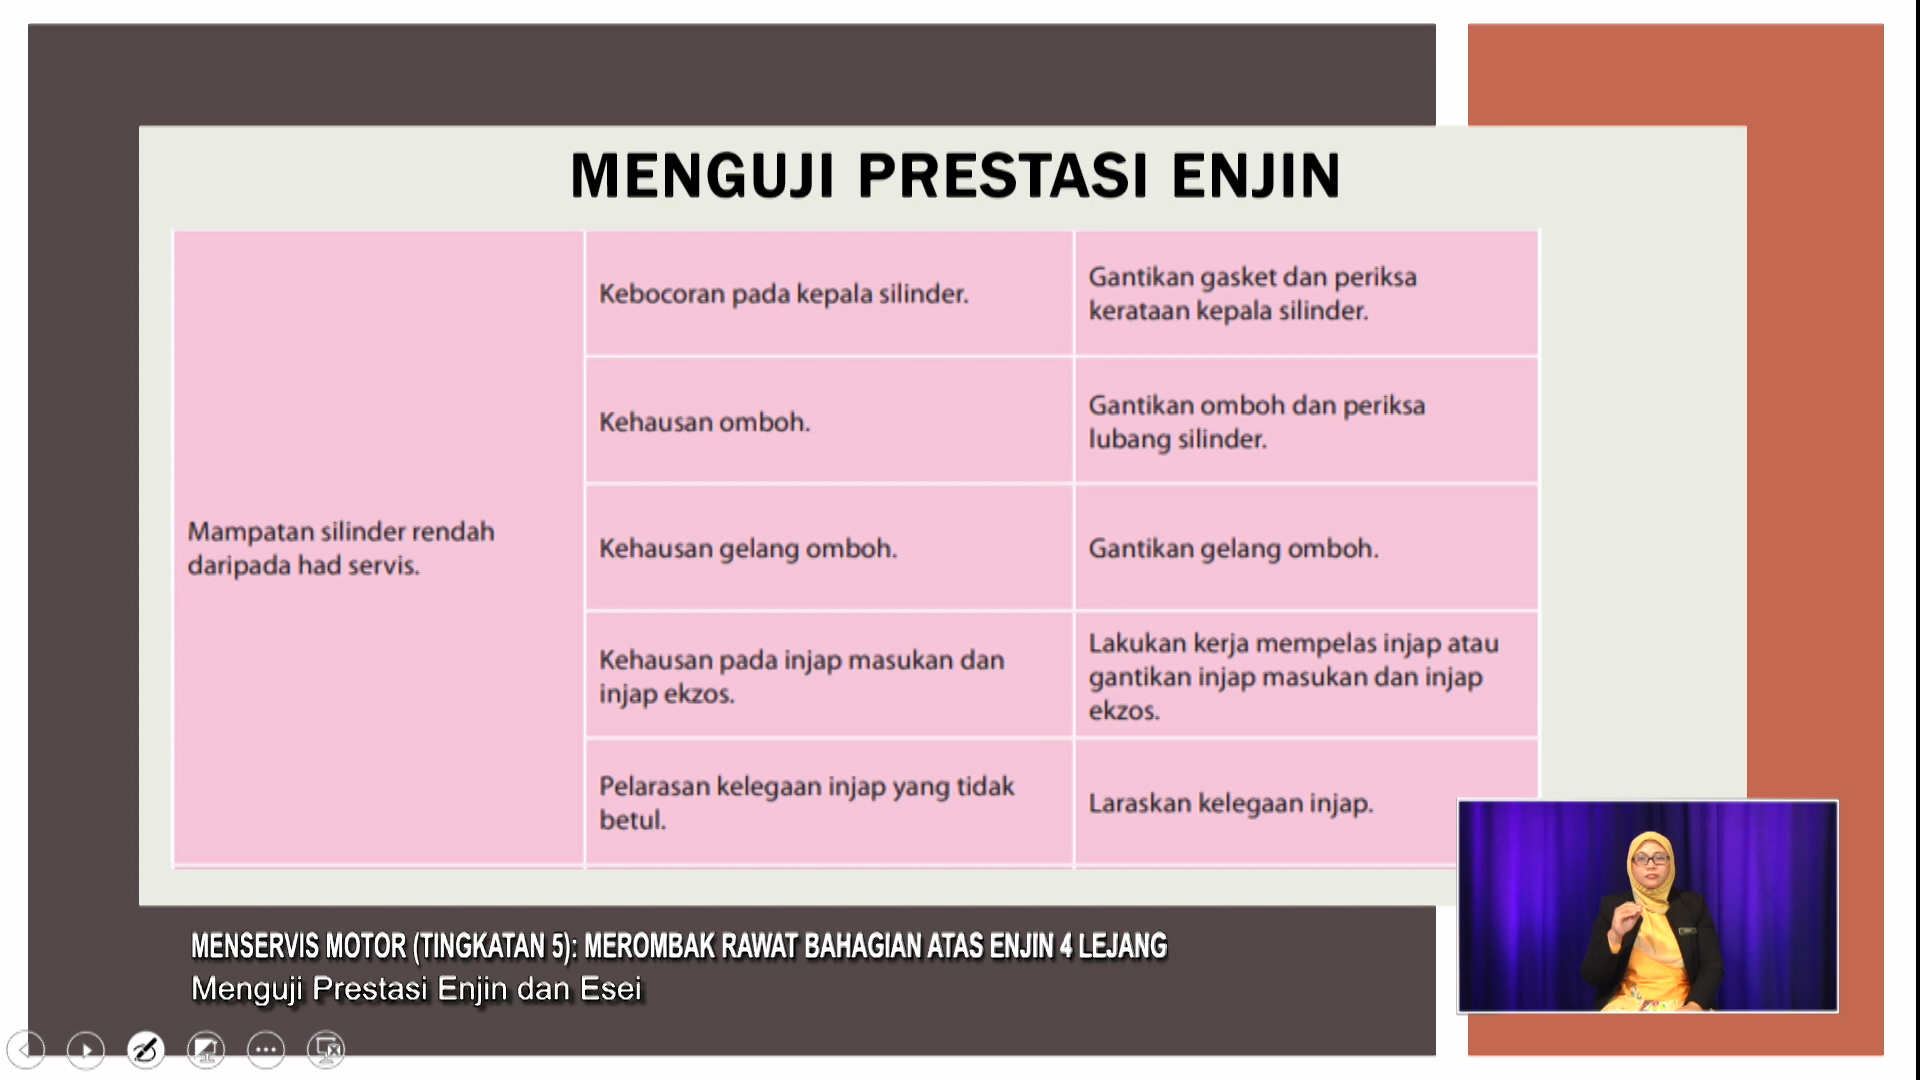 MENGUJI PRESTASI ENJIN
Mampatan silinder rendah
daripada had servis.
Kebocoran pada kepala silinder.
Gantikan gasket dan periksa
kerataan kepala silinder.
Kehausan omboh.
Gantikan omboh dan periksa
lubang silinder.
Kehausan gelang omboh.
Gantikan gelang omboh.
Kehausan pada injap masukan dan
injap ekzos.
Lakukan kerja mempelas injap atau
gantikan injap masukan dan injap
ekzos.
Pelarasan kelegaan injap yang tidak
betul.
Laraskan kelegaan injap.
MENSERVIS MOTOR (TINGKATAN 5): MEROMBAK RAWAT BAHAGIAN ATAS ENJIN 4 LEJANG
Menguji Prestasi Enjin dan Esei